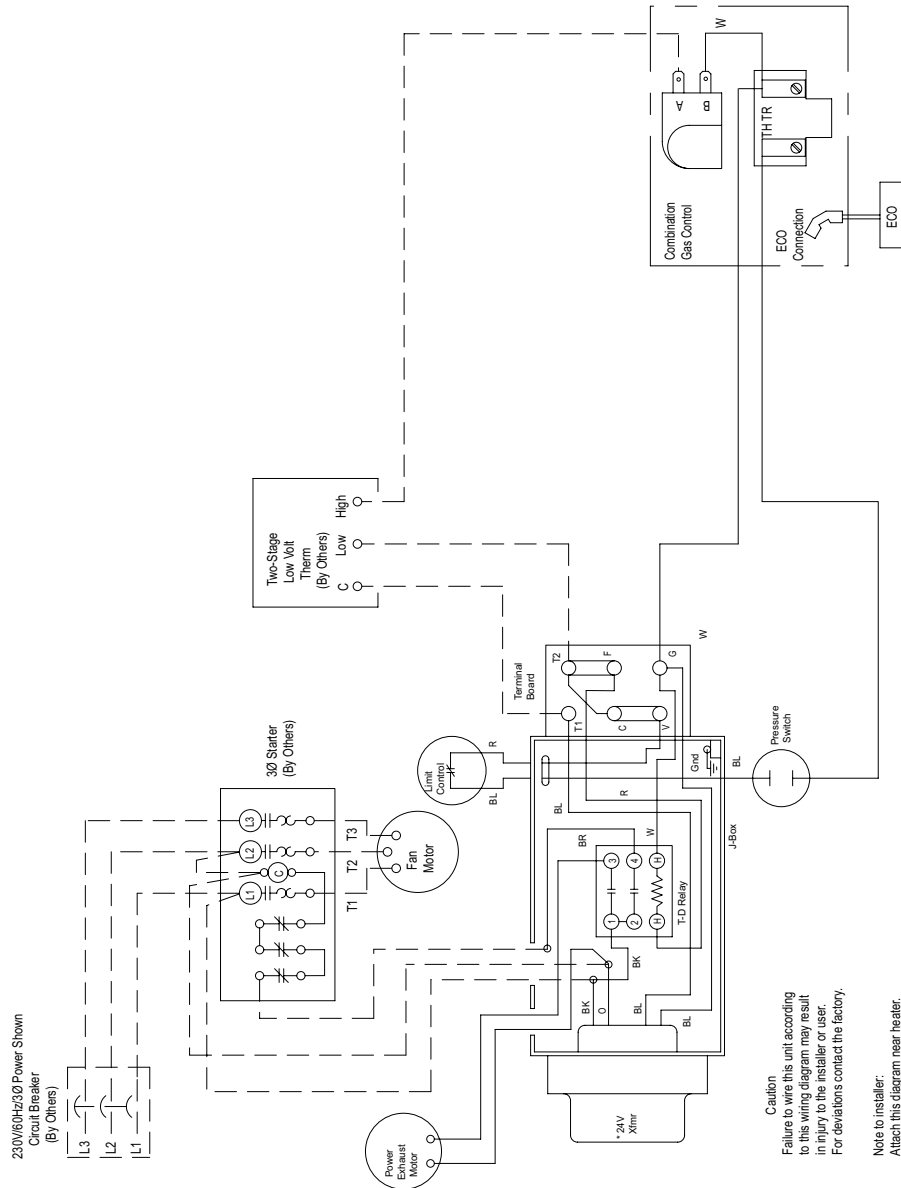 230V/60Hz/3Ø Power Shown
Circuit Breaker
(By Others)
L3
L2
L1
3Ø Starter
(By Others)
L3
L2
C
L1
T3
T2
T1
Fan
Motor
Two-Stage
Low Volt
Therm
(By Others)
C
Low
High
Combination
Gas Control
A
B
W
TH TR
ECO
Connection
ECO
Terminal
Board
T2
F
G
T1
C
V
W
Limit
Control
R
BL
Gnd
BL
Pressure
Switch
J-Box
BL
R
BR
W
3
4
H
1
2
H
T-D Relay
BK
BK
O
BL
BL
* 24V
Xfmr
Power
Exhaust
Motor
Caution
Failure to wire this unit according
to this wiring diagram may result
in injury to the installer or user.
For deviations contact the factory.
Note to installer:
Attach this diagram near heater.